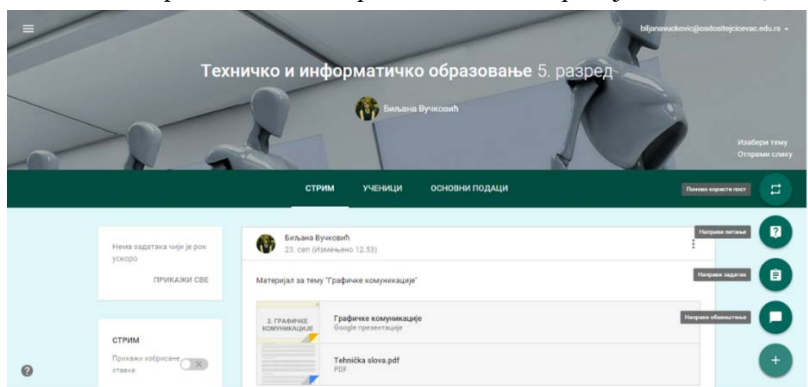 biljanavuckovic@osdositejcicevac.edu.rs
Техничко и информатичко образовање 5. разред
Биљана Вучковић
Изабери тему
Отпреми слику
СТРИМ УЧЕНИЦИ ОСНОВНИ ПОДАЦИ
Поново користи пост
Направи питање
Направи задатак
Направи обавештење
Нема задатака чији је рок
ускоро
ПРИКАЖИ СВЕ
СТРИМ
Прикажи избрисане
ставке
Биљана Вучковић
23. сеп (Измењено 12.53)
Материјал за тему "Графичке комуникације"
2. ГРАФИЧКЕ
КОМУНИКАЦИЈЕ
Графичке комуникације
Google презентације
Tehnička slova.pdf
PDF